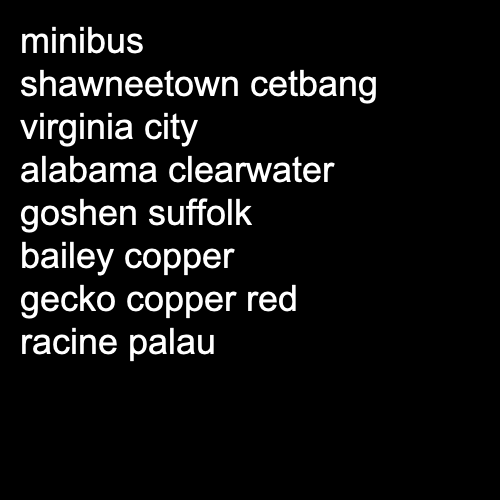 minibus
shawneetown cetbang
virginia city
alabama clearwater
goshen suffolk
bailey copper
gecko copper red
racine palau